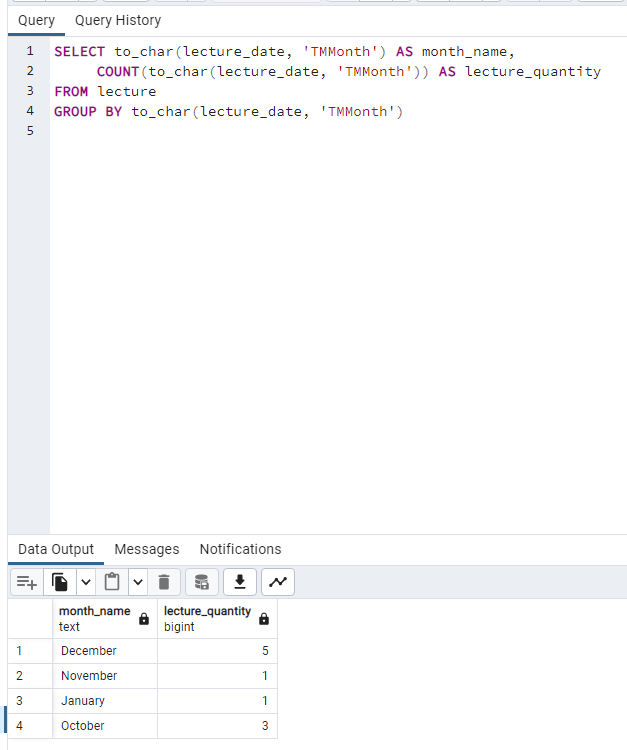 Query Query History
1 SELECT to_char(lecture_date, 'TMMonth') AS month_name,
2 COUNT(to_char(lecture_date, 'TMMonth')) AS lecture_quantity
3 FROM lecture
4 GROUP BY to_char(lecture_date, 'TMMonth')
5
Data Output Messages Notifications
month_name lecture_quantity
text bigint
1 December 5
2 November 1
3 January 1
4 October 3